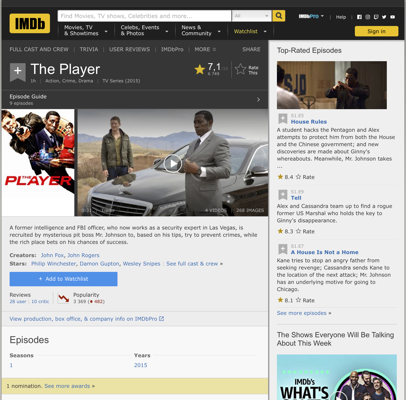 IMDb
Find Movies, TV shows, Celebrities and more...
All
IMDbPro
Help
Movies, TV
& Showtimes
Celebs, Events
& Photos
News &
Community
Watchlist
Sign in
FULL CAST AND CREW | TRIVIA | USER REVIEWS | IMDbPro | MORE
SHARE
The Player
1h | Action, Crime, Drama | TV Series (2015)
7,1
Rate
This
Episode Guide
9 episodes
THE
PLAYER
4 VIDEOS | 208 IMAGES
A former intelligence and FBI officer, who now works as a security expert in Las Vegas, is
recruited by mysterious pit boss Mr. Johnson to, based on his tips, try to prevent crimes, while
the rich place bets on his chances of success.
Creators: John Fox, John Rogers
Stars: Philip Winchester, Damon Gupton, Wesley Snipes | See full cast & crew »
+ Add to Watchlist
Reviews
28 user | 10 critic
Popularity
3 369 (482)
View production, box office, & company info on IMDbPro
Episodes
Seasons
Years
1
2015
1 nomination. See more awards »
Top-Rated Episodes
SJD
S1.E5
House Rules
A student hacks the Pentagon and Alex
attempts to protect him from both the House
and the Chinese government; and new
discoveries are made about Ginny's
whereabouts. Meanwhile, Mr. Johnson takes
...
8.4 Rate
S1.E9
Tell
Alex and Cassandra team up to find a rogue
former US Marshal who holds the key to
Ginny's disappearance.
8.3 Rate
S1.E7
A House Is Not a Home
Kane tries to stop an angry father from
seeking revenge; Cassandra sends Kane to
the location of the next attack; Mr. Johnson
has an underlying motive for going to
Chicago.
8.1 Rate
See more episodes »
The Shows Everyone Will Be Talking
About This Week
IMDb's
WHAT'S